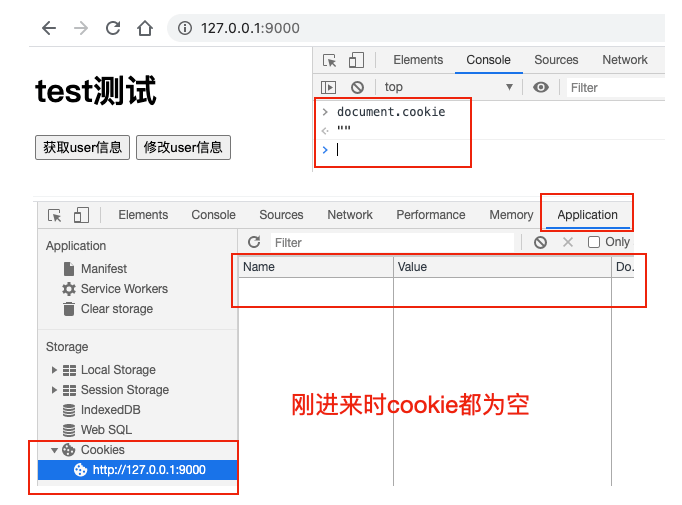 127.0.0.1:9000
test测试
获取user信息 修改user信息
Elements Console Sources Network
top Filter
> document.cookie
""
>
Elements Console Sources Network Performance Memory Application
Application
Manifest
Service Workers
Clear storage
Filter Only
Name Value Do.
Storage
Local Storage
Session Storage
IndexedDB
Web SQL
Cookies
http://127.0.0.1:9000
刚进来时cookie都为空